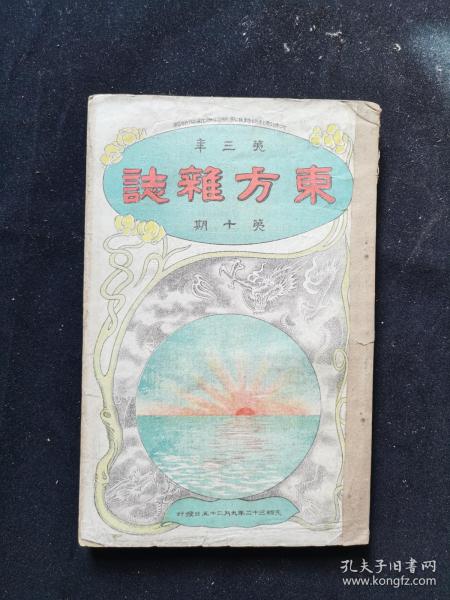 第三年
東方雜誌
第十期
光緒三十二年九月二十五日發行
孔夫子旧书网
www.kongfz.com